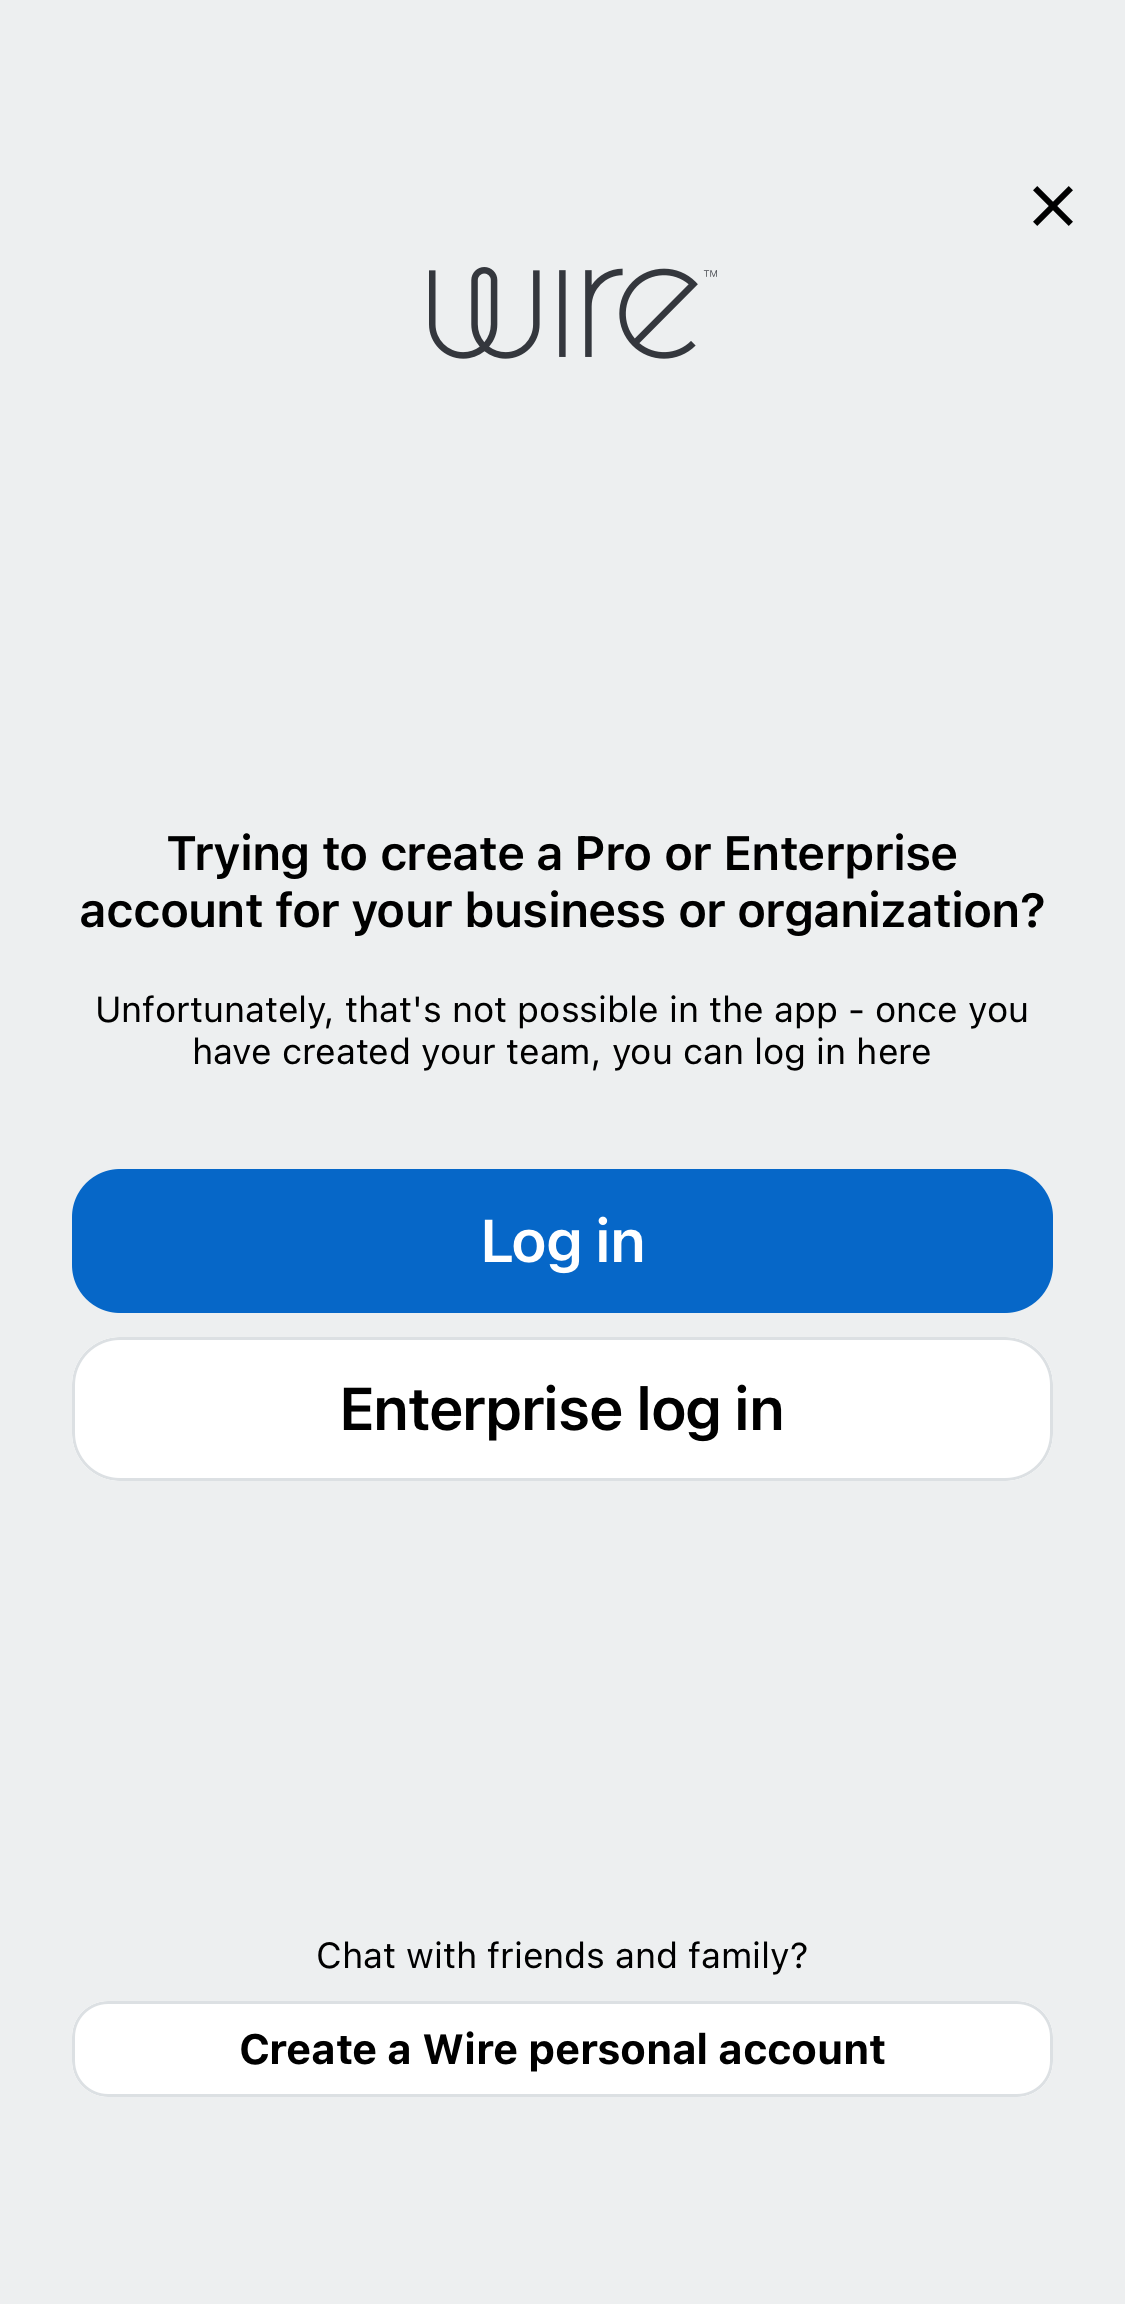 wire™
Trying to create a Pro or Enterprise
account for your business or organization?
Unfortunately, that's not possible in the app - once you
have created your team, you can log in here
Log in
Enterprise log in
Chat with friends and family?
Create a Wire personal account